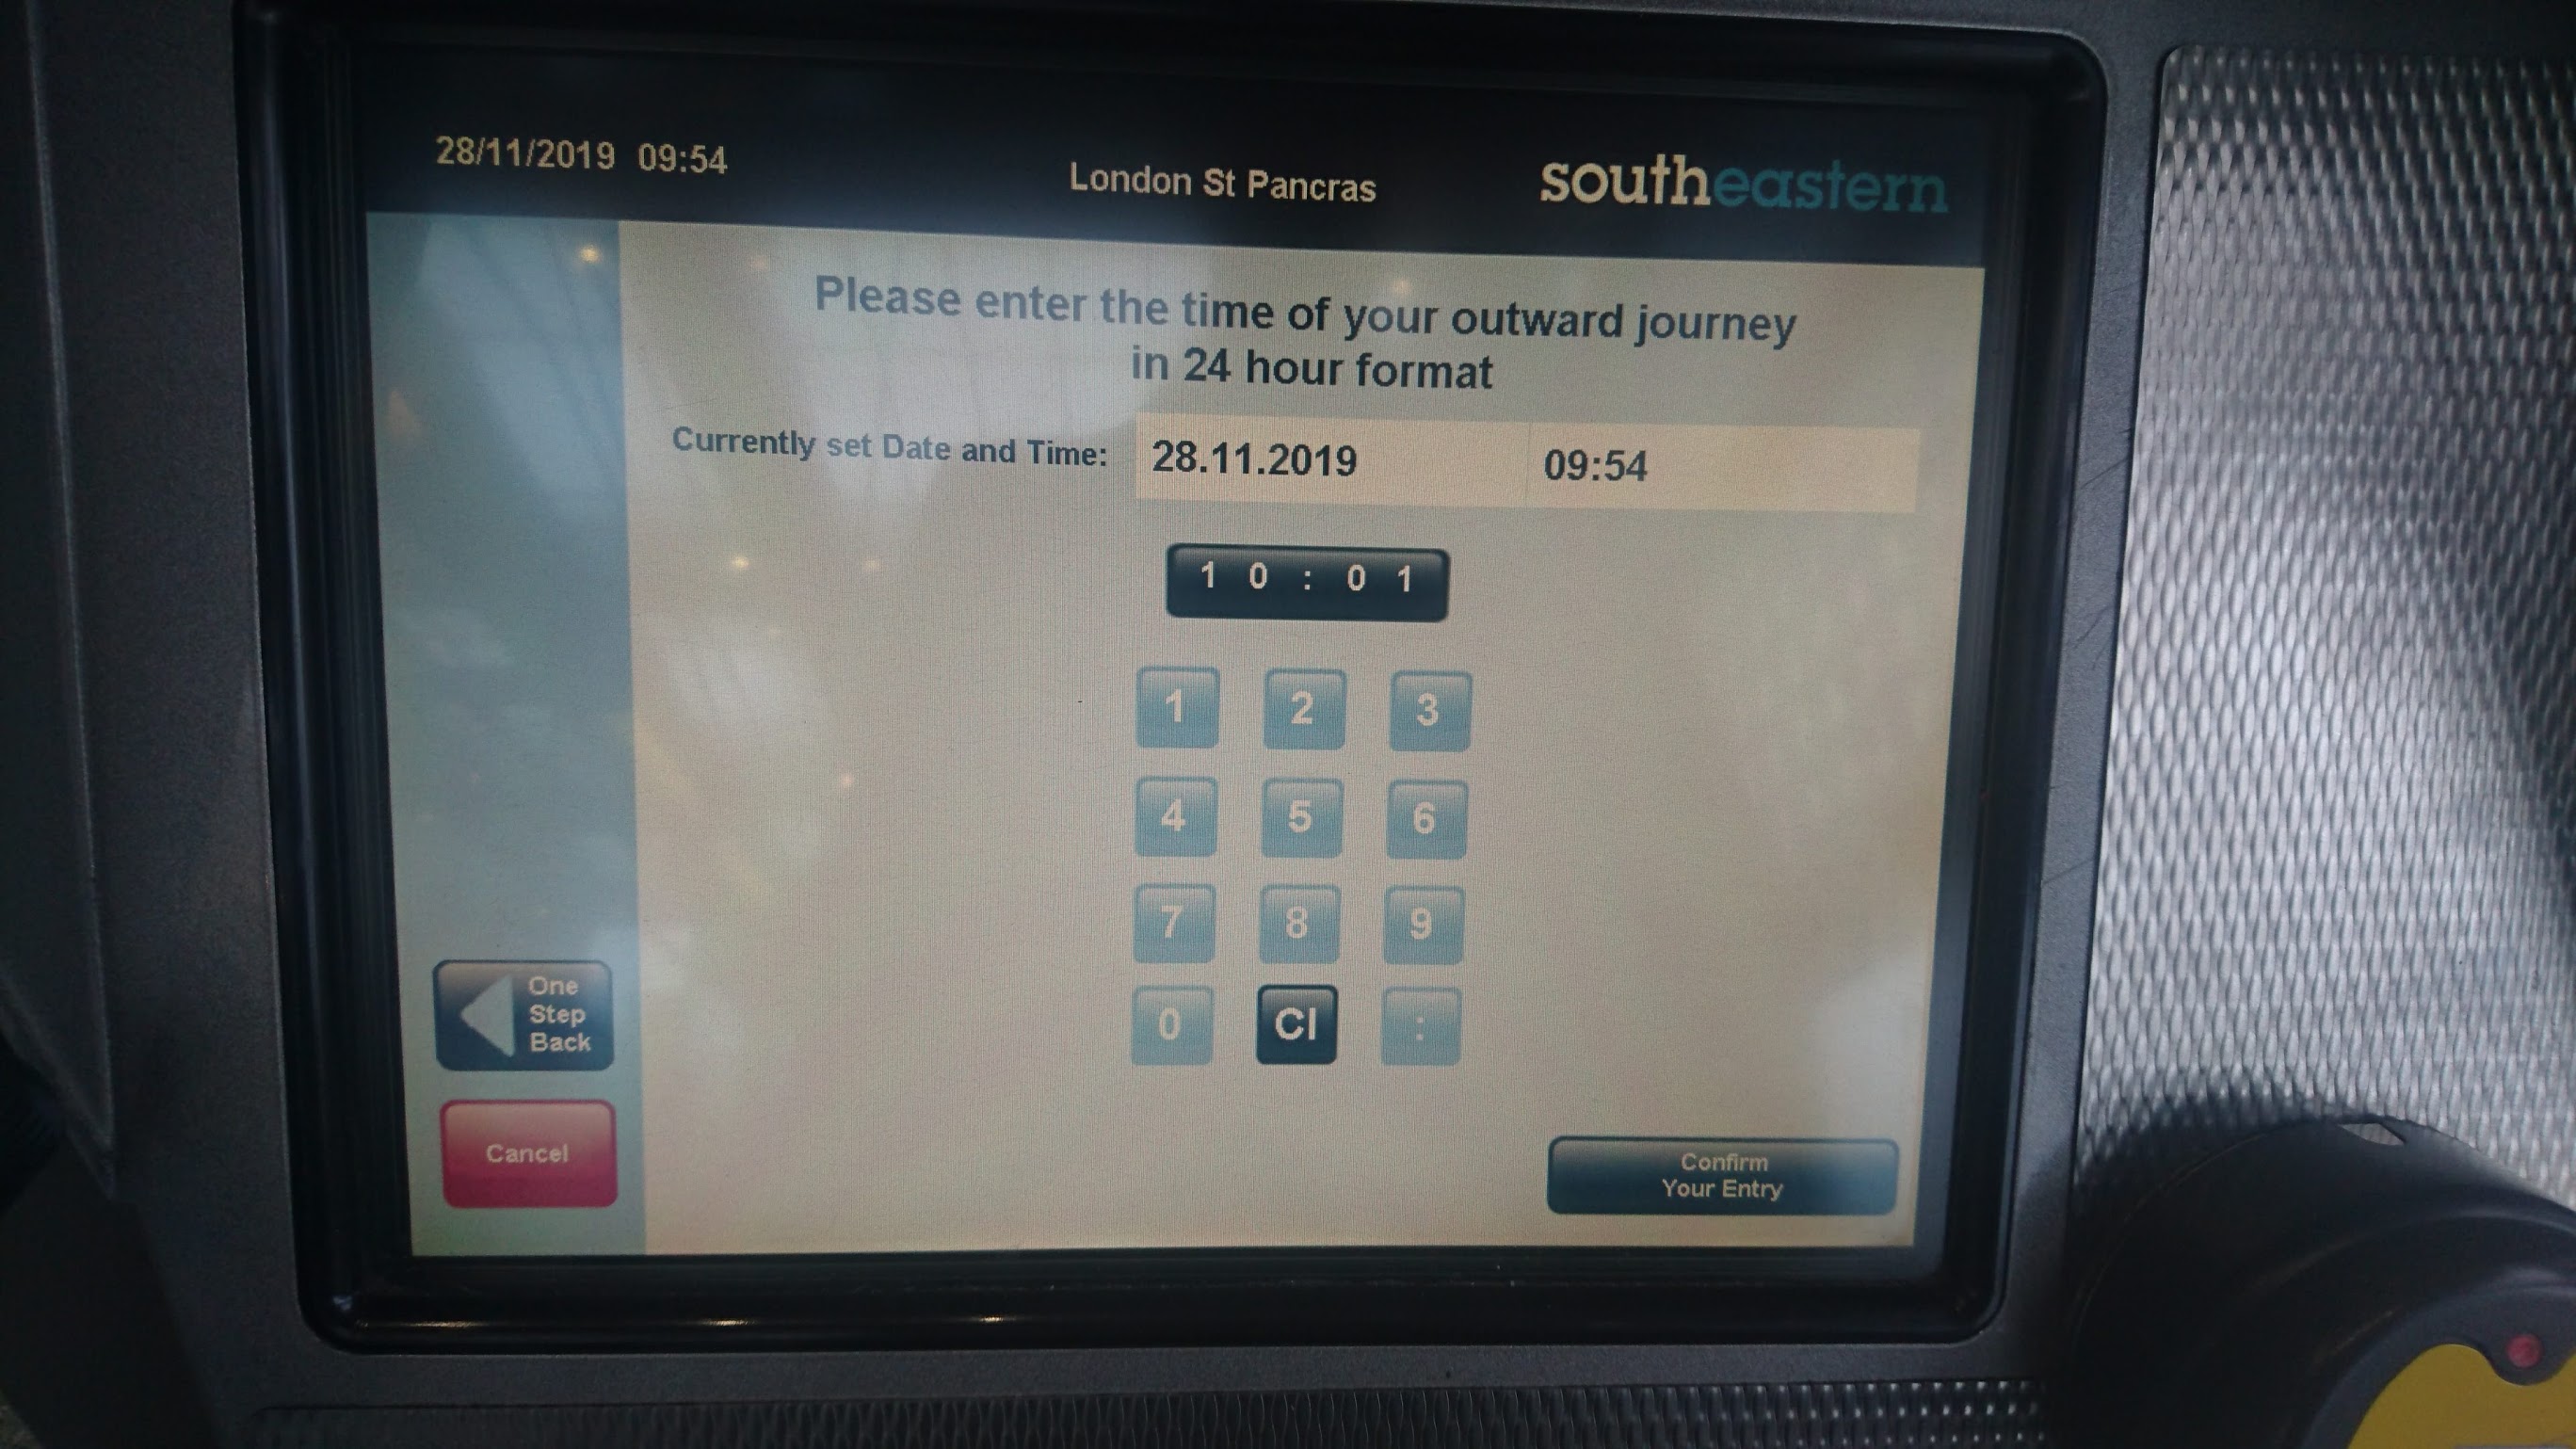 28/11/2019 09:54
London St Pancras
southeastern
Please enter the time of your outward journey
in 24 hour format
Currently set Date and Time: 28.11.2019 09:54
1 0 : 0 1
1 2 3
4 5 6
7 8 9
0 Cl :
One
Step
Back
Cancel
Confirm
Your Entry